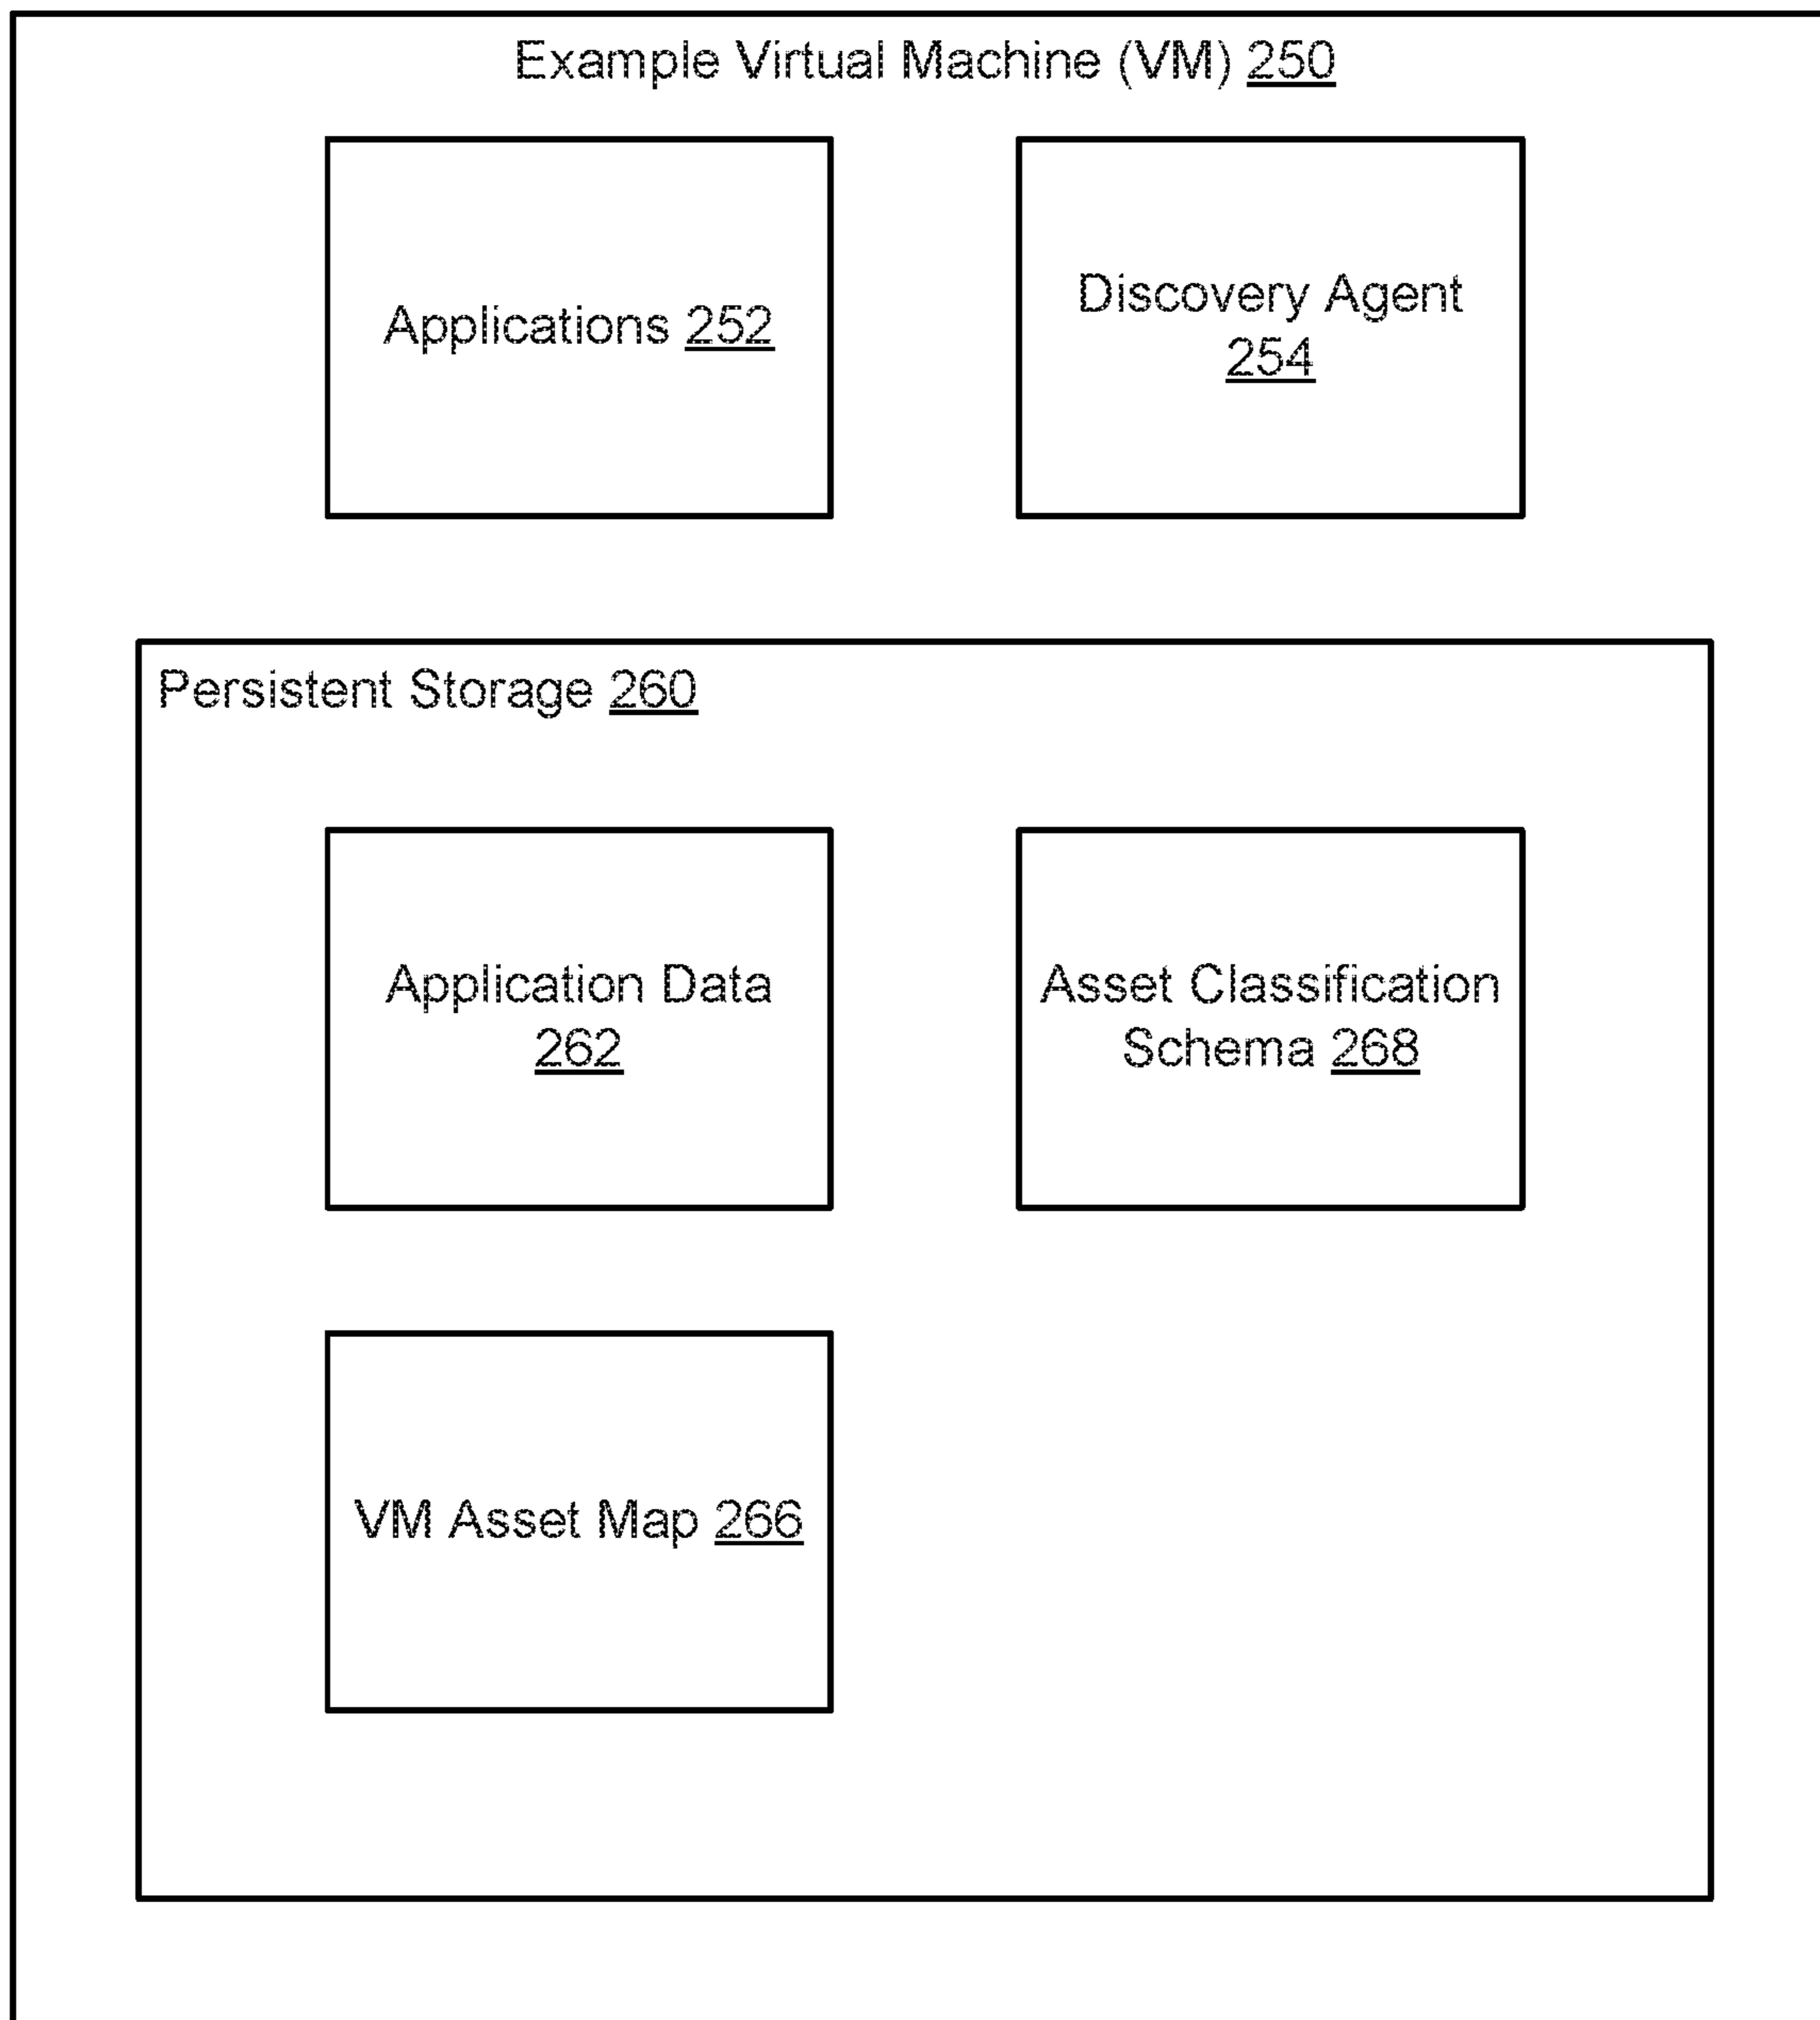 Example Virtual Machine (VM) 250
Applications 252
Discovery Agent
254
Persistent Storage 260
Application Data
262
Asset Classification
Schema 268
VM Asset Map 266